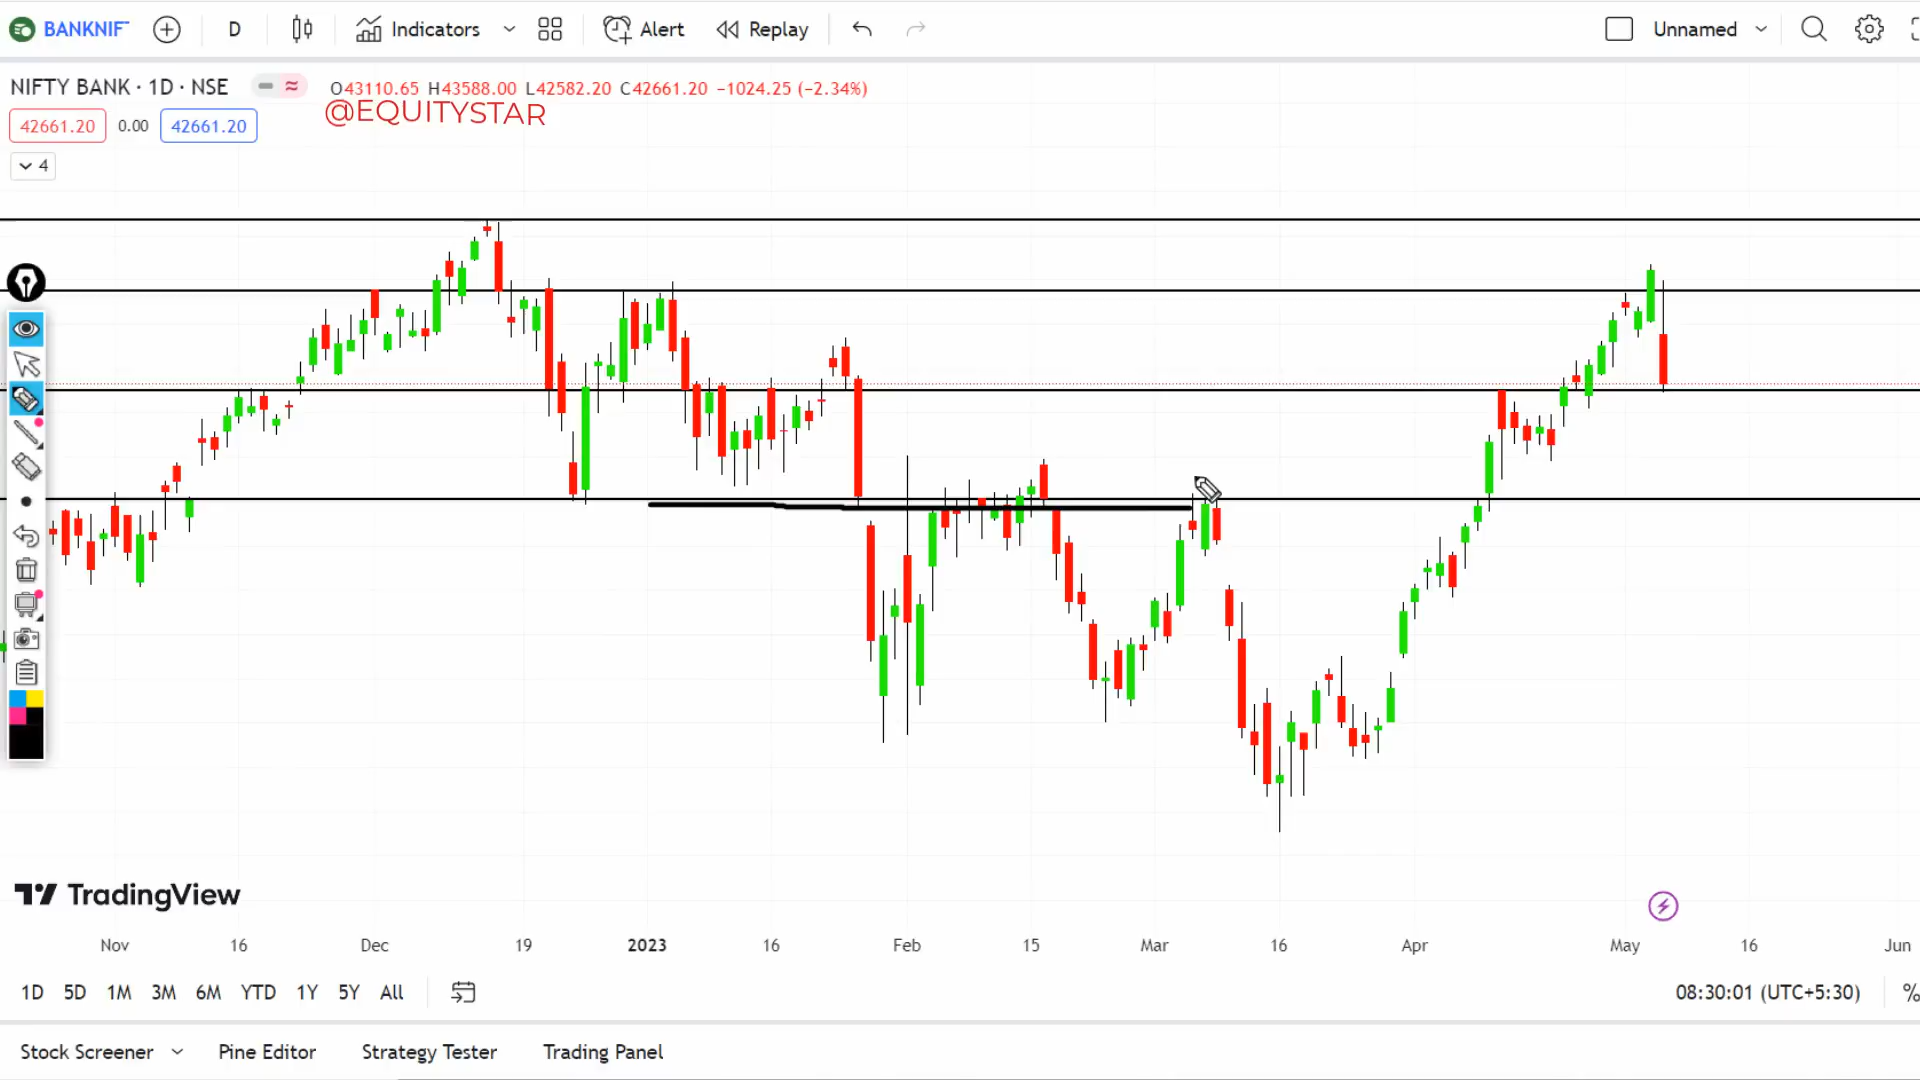 BANKNIF
D
Indicators
Alert
Replay
Unnamed
NIFTY BANK · 1D · NSE
O43110.65 H43588.00 L42582.20 C42661.20 −1024.25 (−2.34%)
@EQUITYSTAR
42661.20
0.00
42661.20
4
TradingView
Nov 16 Dec 19 2023 16 Feb 15 Mar 16 Apr May 16 Jun
1D 5D 1M 3M 6M YTD 1Y 5Y All
08:30:01 (UTC+5:30)
%
Stock Screener
Pine Editor
Strategy Tester
Trading Panel